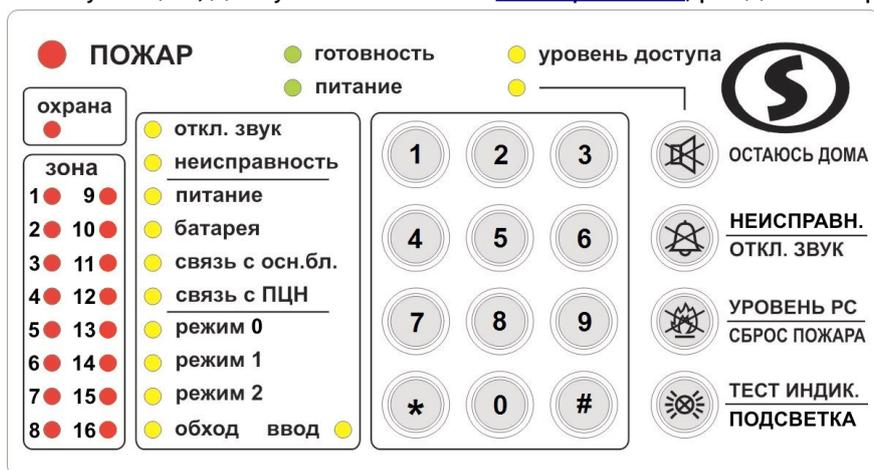 ПОЖАР
готовность
уровень доступа
питание
охрана
зона
1 9
2 10
3 11
4 12
5 13
6 14
7 15
8 16
откл. звук
неисправность
питание
батарея
связь с осн.бл.
связь с ПЦН
режим 0
режим 1
режим 2
обход ввод
1 2 3
4 5 6
7 8 9
* 0 #
S
ОСТАЮСЬ ДОМА
НЕИСПРАВН.
ОТКЛ. ЗВУК
УРОВЕНЬ РС
СБРОС ПОЖАРА
ТЕСТ ИНДИК.
ПОДСВЕТКА